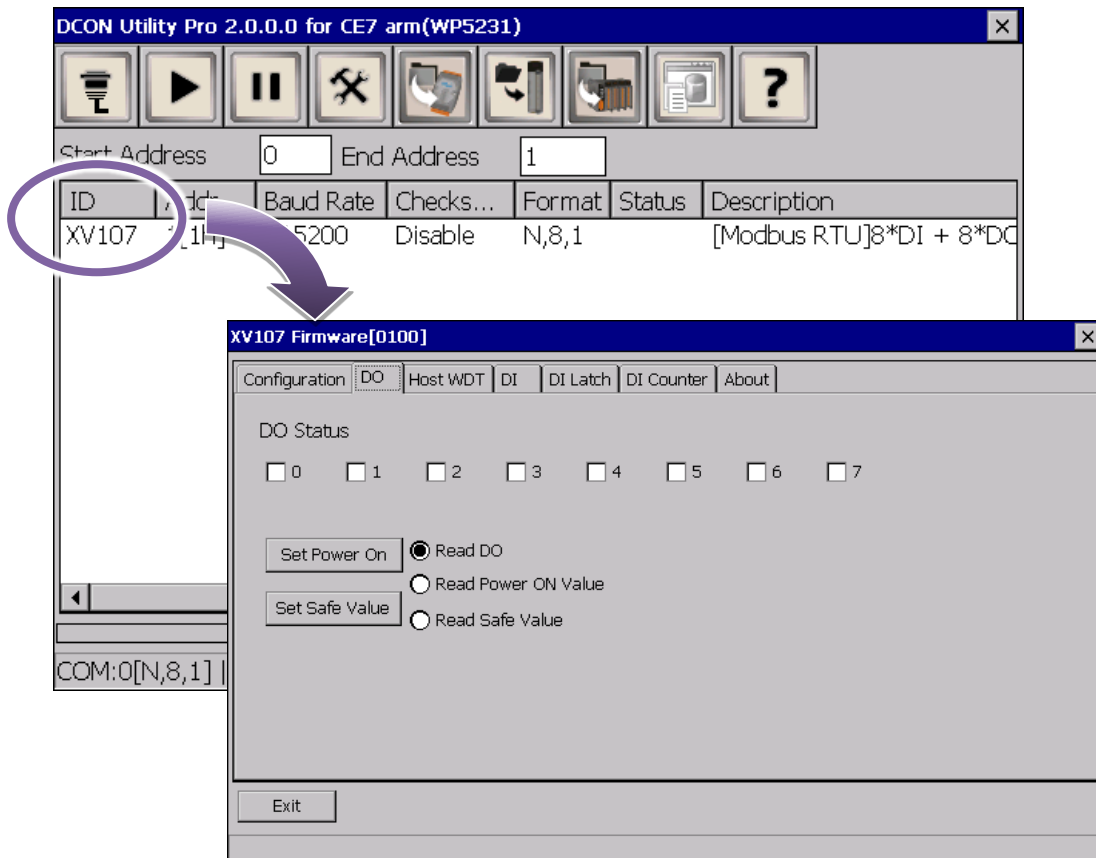 DCON Utility Pro 2.0.0.0 for CE7 arm(WP5231)
?
Start Address 0 End Address 1
ID Addr Baud Rate Checks... Format Status Description
XV107 Disable N,8,1 [Modbus RTU]8*DI + 8*DO
XV107 Firmware[0100]
Configuration DO Host WDT DI DI Latch DI Counter About
DO Status
0 1 2 3 4 5 6 7
Set Power On Read DO
Read Power ON Value
Set Safe Value Read Safe Value
COM:0[N,8,1] |
Exit